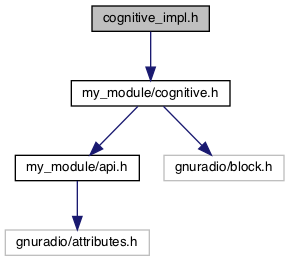 cognitive_impl.h
my_module/cognitive.h
my_module/api.h
gnuradio/block.h
gnuradio/attributes.h